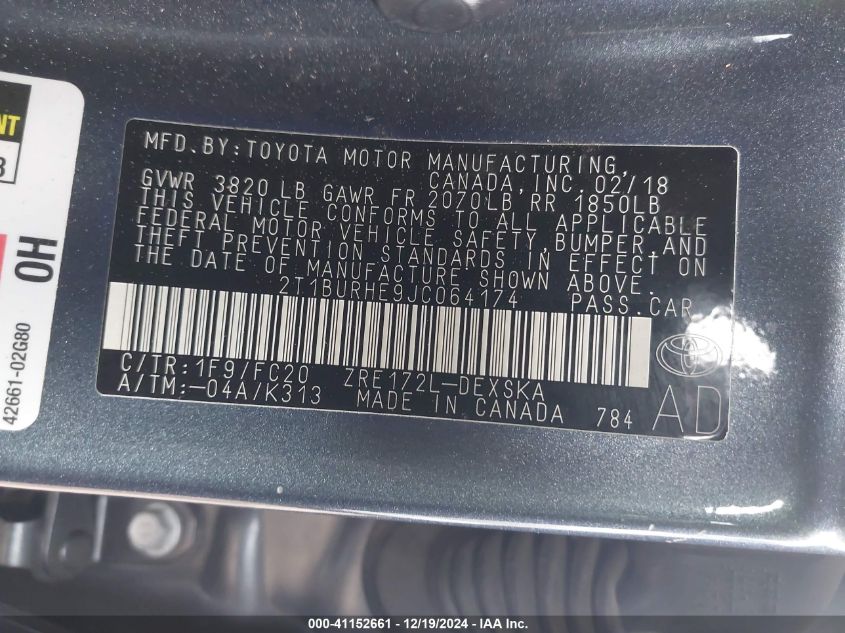 MFD.BY:TOYOTA MOTOR MANUFACTURING,
CANADA,INC. 02/18
GVWR 3820 LB GAWR FR 2070LB RR 1850LB
THIS VEHICLE CONFORMS TO ALL APPLICABLE
FEDERAL MOTOR VEHICLE SAFETY,BUMPER,AND
THEFT PREVENTION STANDARDS IN EFFECT ON
THE DATE OF MANUFACTURE SHOWN ABOVE.
2T1BURHE9JC064174 PASS.CAR
C/TR:1F9/FC20 ZRE172L-DEXSKA
A/TM:-04A/K313 MADE IN CANADA 784
AD
HO
42661-02G80
000-41152661 - 12/19/2024 - IAAI.com